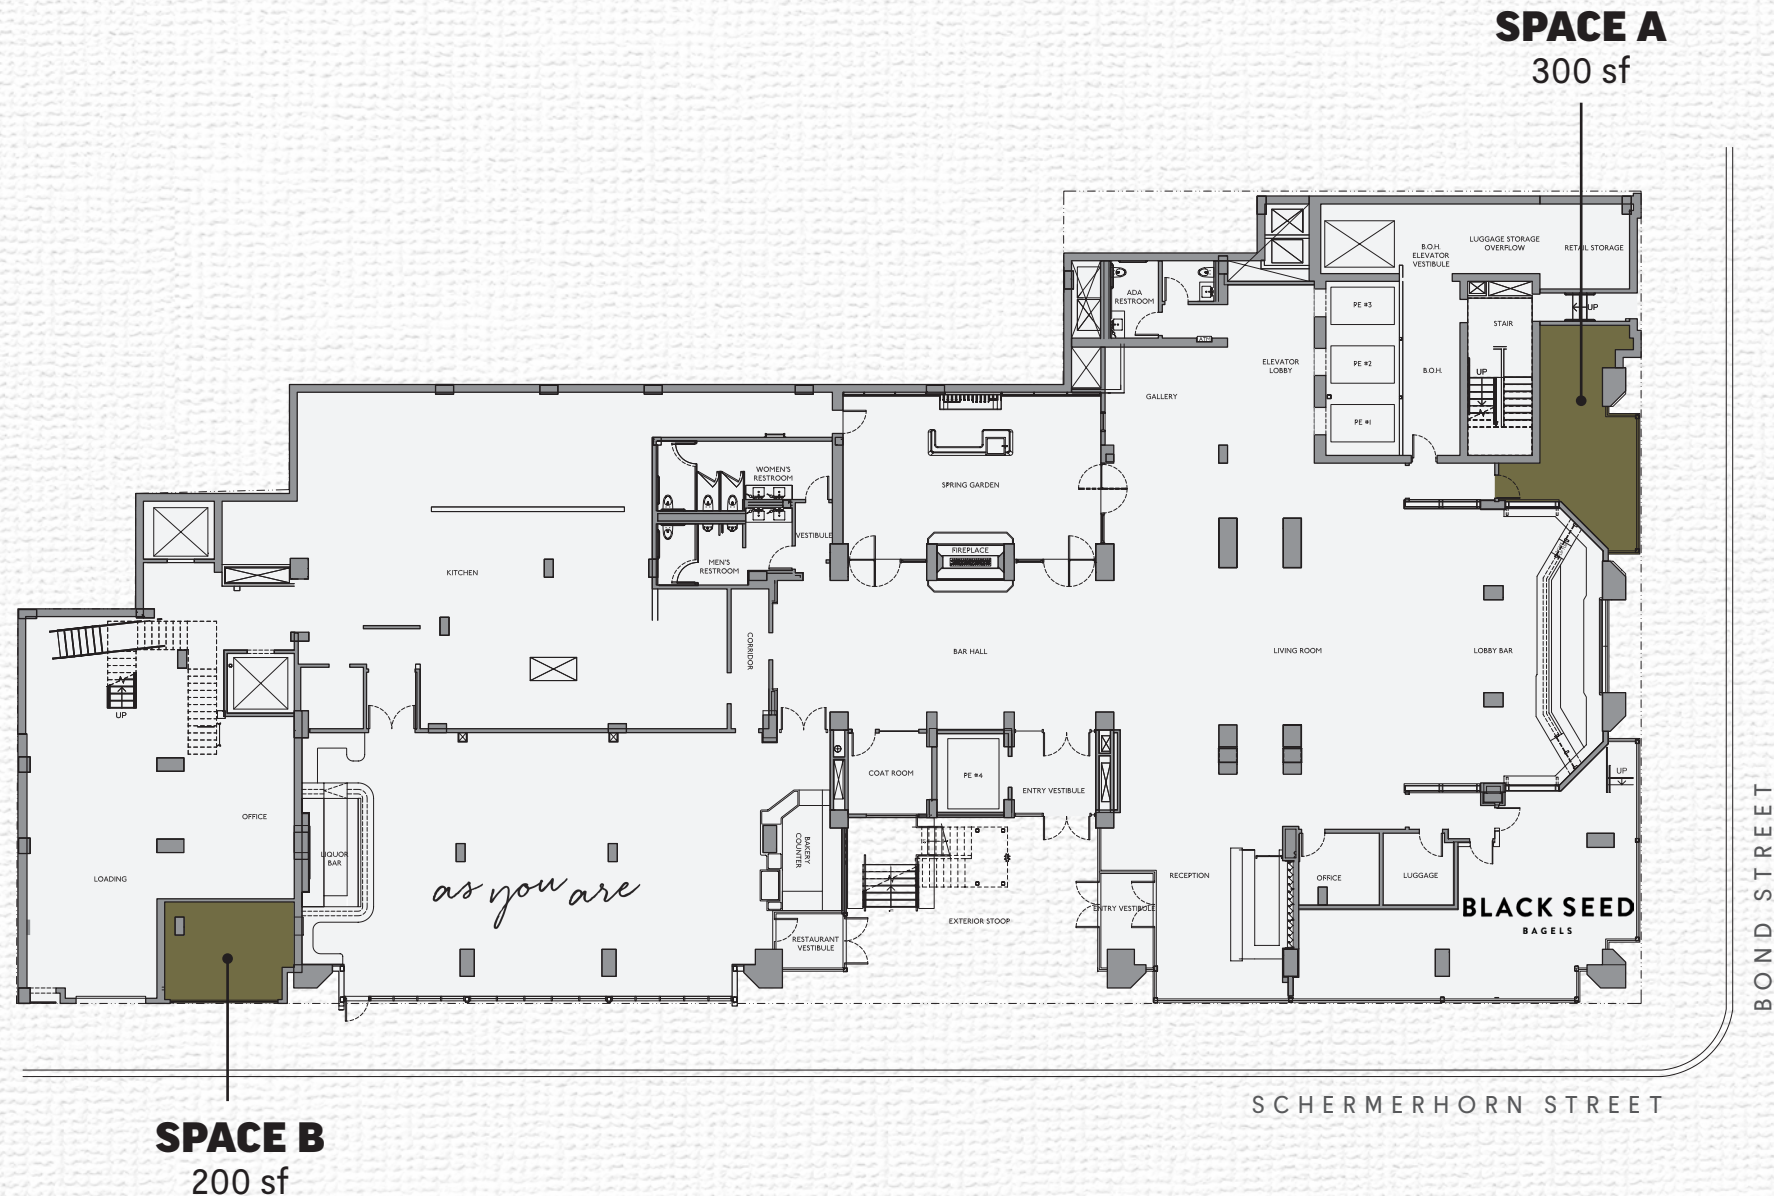 SPACE A
300 sf
LUGGAGE STORAGE
OVERFLOW
RETAIL STORAGE
B.O.H.
ELEVATOR
VESTIBULE
ADA
RESTROOM
PE #3
UP
STAIR
ELEVATOR
LOBBY
PE #2
B.O.H.
UP
GALLERY
PE #1
WOMEN'S
RESTROOM
SPRING GARDEN
VESTIBULE
FIREPLACE
MEN'S
RESTROOM
KITCHEN
CORRIDOR
BAR HALL
LIVING ROOM
LOBBY BAR
UP
COAT ROOM
PE #4
ENTRY VESTIBULE
UP
OFFICE
LIQUOR
BAR
BAKERY
COUNTER
LOADING
as you are
RECEPTION
OFFICE
LUGGAGE
ENTRY VESTIBULE
BLACK SEED
BAGELS
EXTERIOR STOOP
RESTAURANT
VESTIBULE
BOND STREET
SCHERMERHORN STREET
SPACE B
200 sf